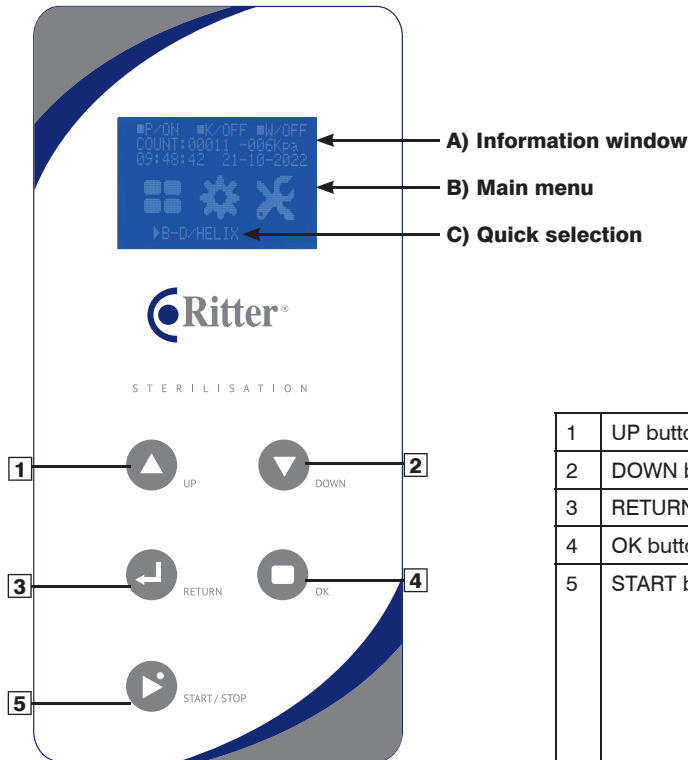 ■P/ON ■K/OFF ■W/OFF
COUNT:00011 -006Kpa
09:48:42 21-10-2022
▶B-D/HELIX
A) Information window
B) Main menu
C) Quick selection
Ritter®
STERILISATION
1
UP
DOWN
2
3
RETURN
OK
4
5
START / STOP
1 UP
2 DOWN
3 RETURN
4 OK
5 START